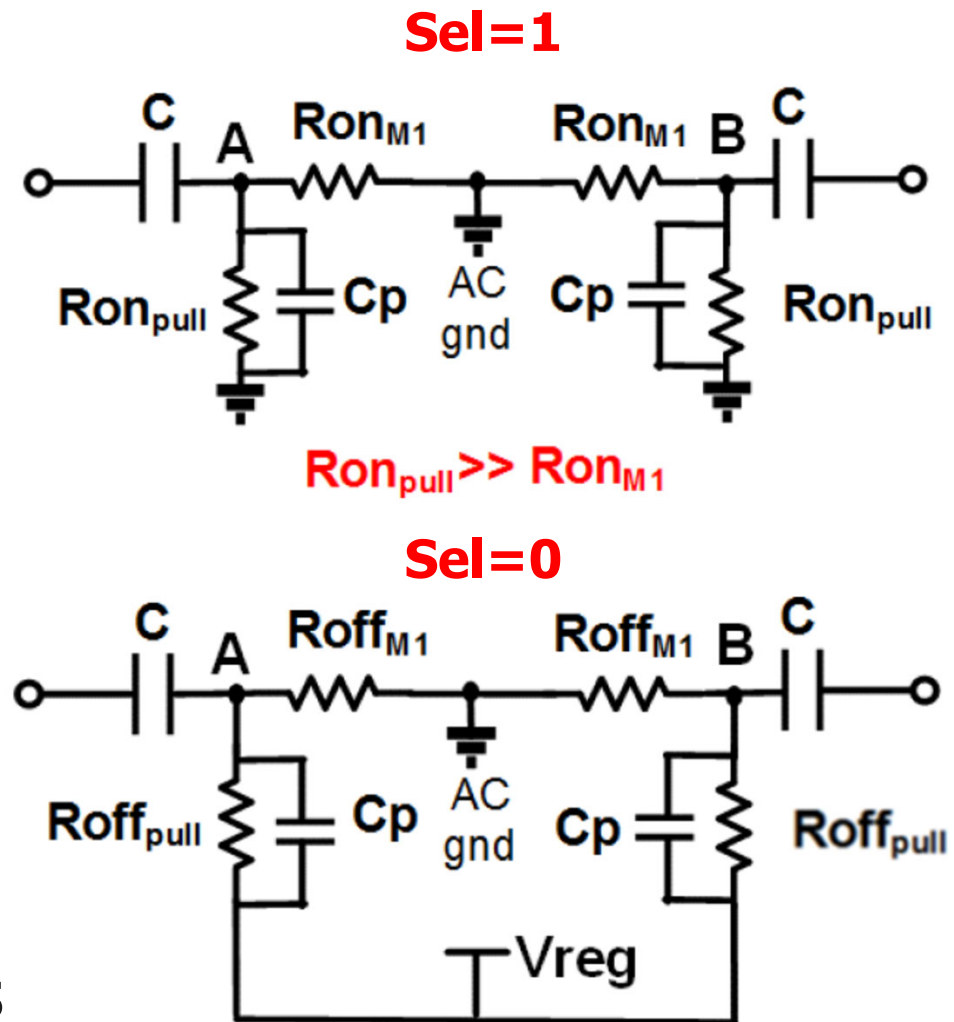 Sel=1
C A RonM1 RonM1 B C
Ronpull Cp AC gnd Cp Ronpull
Ronpull>> RonM1
Sel=0
C A RoffM1 RoffM1 B C
Roffpull Cp AC gnd Cp Roffpull
Vreg